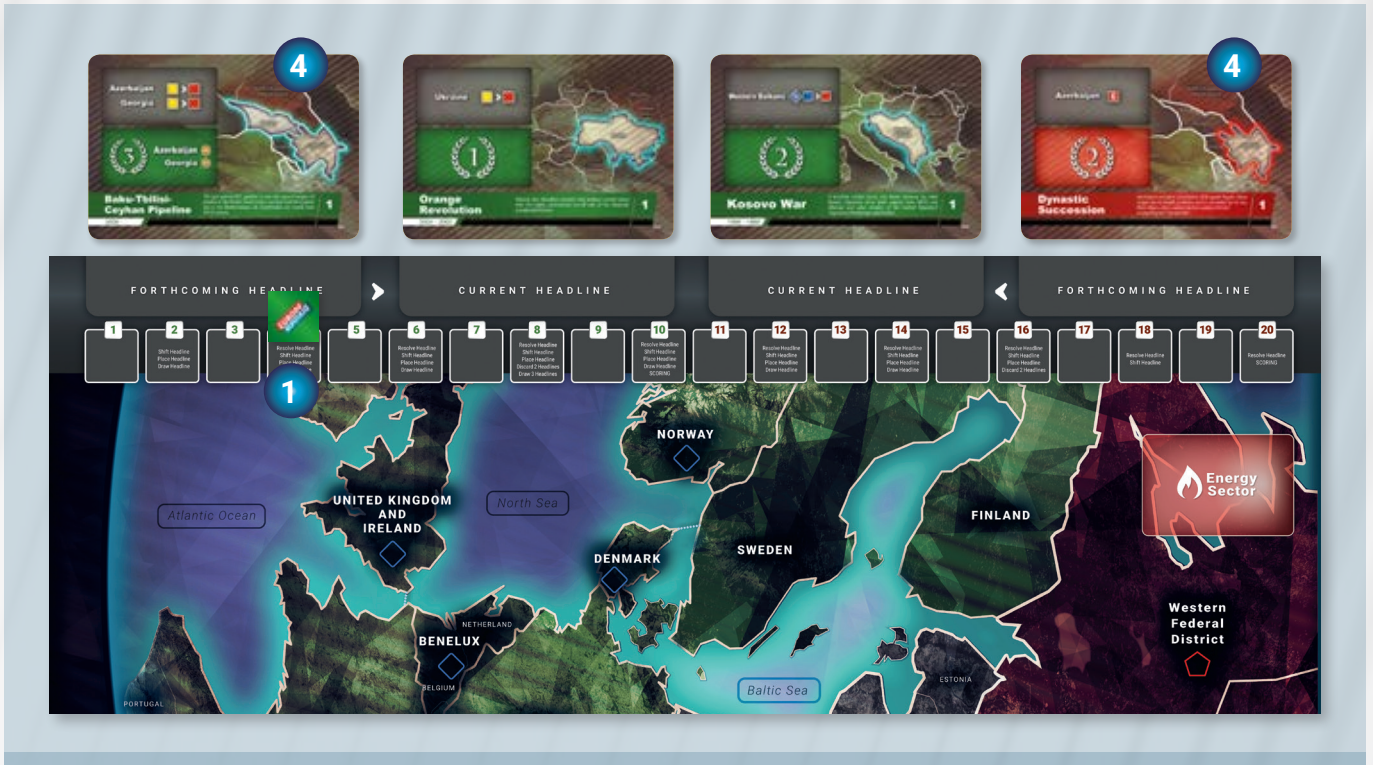 4
4
Azerbaijan
Georgia
3
Azerbaijan
Georgia
Baku-Tbilisi-
Ceyhan Pipeline
1
Ukraine
1
Orange
Revolution
1
Western Balkans
2
Kosovo War
1
Azerbaijan
2
Dynastic
Succession
1
FORTHCOMING HEADLINE
CURRENT HEADLINE
CURRENT HEADLINE
FORTHCOMING HEADLINE
1
2
Shift Headline
Place Headline
Draw Headline
3
Resolve Headline
Shift Headline
Place Headline
5
6
Resolve Headline
Shift Headline
Place Headline
Draw Headline
7
8
Resolve Headline
Shift Headline
Place Headline
Discard 2 Headlines
Draw 3 Headlines
9
10
Resolve Headline
Shift Headline
Place Headline
Draw Headline
SCORING
11
12
Resolve Headline
Shift Headline
Place Headline
Draw Headline
13
14
Resolve Headline
Shift Headline
Place Headline
Draw Headline
15
16
Resolve Headline
Shift Headline
Place Headline
Discard 2 Headlines
17
18
Resolve Headline
Shift Headline
19
20
Resolve Headline
SCORING
1
NORWAY
UNITED KINGDOM
AND
IRELAND
Atlantic Ocean
North Sea
Energy
Sector
FINLAND
SWEDEN
DENMARK
Western
Federal
District
NETHERLAND
BENELUX
BELGIUM
ESTONIA
Baltic Sea
PORTUGAL